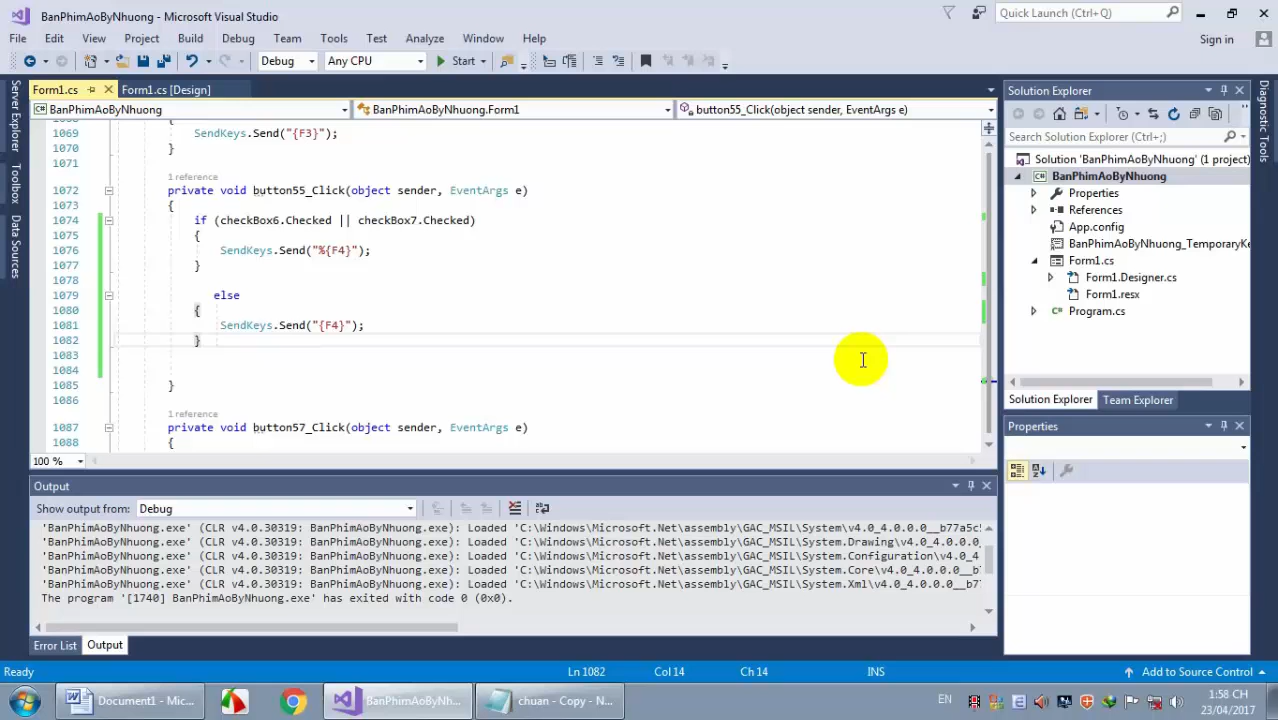 BanPhimAoByNhuong - Microsoft Visual Studio
Quick Launch (Ctrl+Q)
File Edit View Project Build Debug Team Tools Test Analyze Window Help
Sign in
Debug Any CPU Start
Form1.cs Form1.cs [Design]
BanPhimAoByNhuong BanPhimAoByNhuong.Form1 button55_Click(object sender, EventArgs e)
1069 SendKeys.Send("{F3}");
1070 }
1071
1 reference
1072 private void button55_Click(object sender, EventArgs e)
1073 {
1074 if (checkBox6.Checked || checkBox7.Checked)
1075 {
1076 SendKeys.Send("%{F4}");
1077 }
1078
1079 else
1080 {
1081 SendKeys.Send("{F4}");
1082 }
1083
1084
1085 }
1086
1 reference
1087 private void button57_Click(object sender, EventArgs e)
1088 {
100 %
Server Explorer
Toolbox
Data Sources
Output
Show output from: Debug
'BanPhimAoByNhuong.exe' (CLR v4.0.30319: BanPhimAoByNhuong.exe): Loaded 'C:\Windows\Microsoft.Net\assembly\GAC_MSIL\System\v4.0_4.0.0.0__b77a5c5
'BanPhimAoByNhuong.exe' (CLR v4.0.30319: BanPhimAoByNhuong.exe): Loaded 'C:\Windows\Microsoft.Net\assembly\GAC_MSIL\System.Drawing\v4.0_4.0.0.0_
'BanPhimAoByNhuong.exe' (CLR v4.0.30319: BanPhimAoByNhuong.exe): Loaded 'C:\Windows\Microsoft.Net\assembly\GAC_MSIL\System.Configuration\v4.0_4.
'BanPhimAoByNhuong.exe' (CLR v4.0.30319: BanPhimAoByNhuong.exe): Loaded 'C:\Windows\Microsoft.Net\assembly\GAC_MSIL\System.Core\v4.0_4.0.0.0__b
'BanPhimAoByNhuong.exe' (CLR v4.0.30319: BanPhimAoByNhuong.exe): Loaded 'C:\Windows\Microsoft.Net\assembly\GAC_MSIL\System.Xml\v4.0_4.0.0.0__b7
The program '[1740] BanPhimAoByNhuong.exe' has exited with code 0 (0x0).
Error List Output
Solution Explorer
Search Solution Explorer (Ctrl+;)
Solution 'BanPhimAoByNhuong' (1 project)
BanPhimAoByNhuong
Properties
References
App.config
BanPhimAoByNhuong_TemporaryKe
Form1.cs
Form1.Designer.cs
Form1.resx
Program.cs
Solution Explorer Team Explorer
Properties
Diagnostic Tools
Ready Ln 1082 Col 14 Ch 14 INS Add to Source Control
Document1 - Mic... BanPhimAoByNh... chuan - Copy - N... EN 1:58 CH
23/04/2017